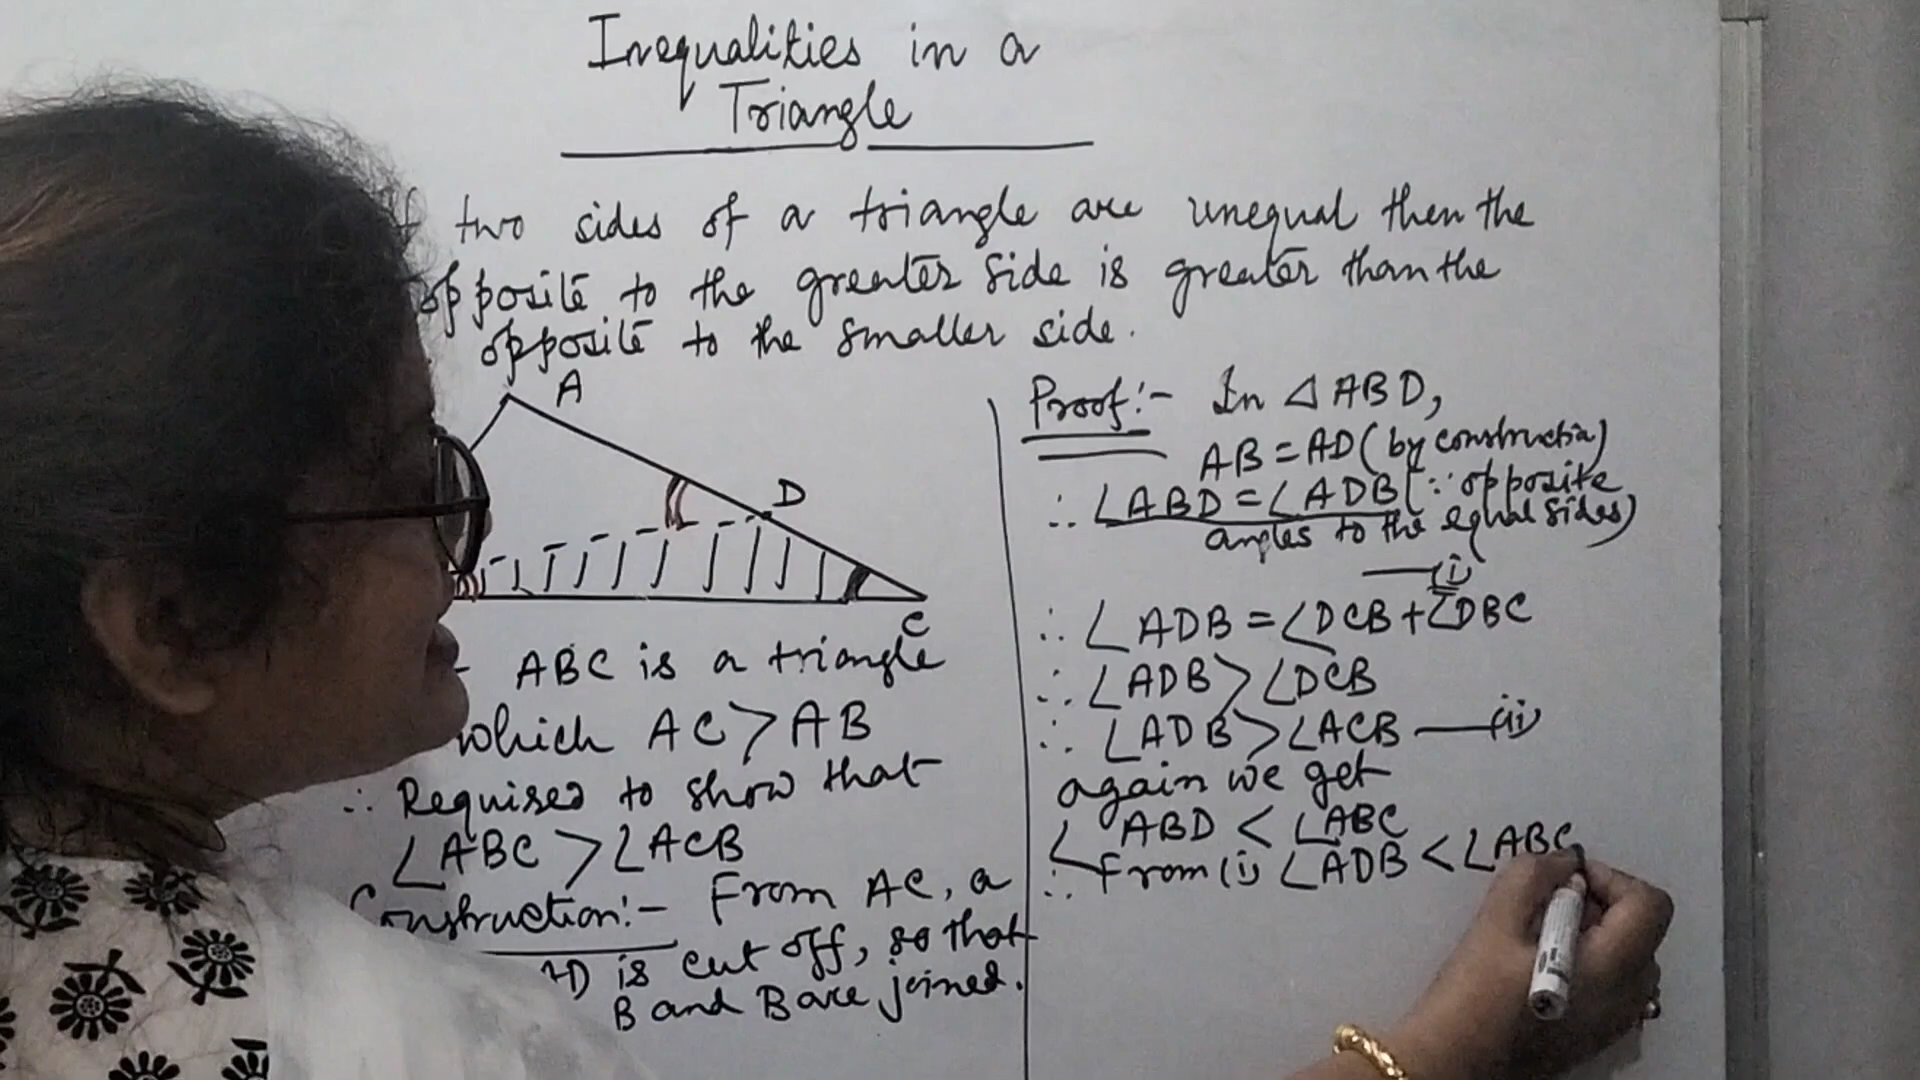 Inequalities in a
Triangle
two sides of a triangle are unequal then the
opposite to the greater side is greater than the
opposite to the smaller side.
A
D
C
ABC is a triangle
which AC > AB
∴ Required to show that
∠ABC > ∠ACB
Construction:- From AC, a
D is cut off, so that
B and B are joined.
Proof:- In △ABD,
AB = AD (by construction)
∴ ∠ABD = ∠ADB (∵ opposite
angles to the equal sides)
—(i)
∴ ∠ADB = ∠DCB + ∠DBC
∴ ∠ADB > ∠DCB
∴ ∠ADB > ∠ACB —(ii)
again we get
∠ABD < ∠ABC
∴ From (i) ∠ADB < ∠ABC